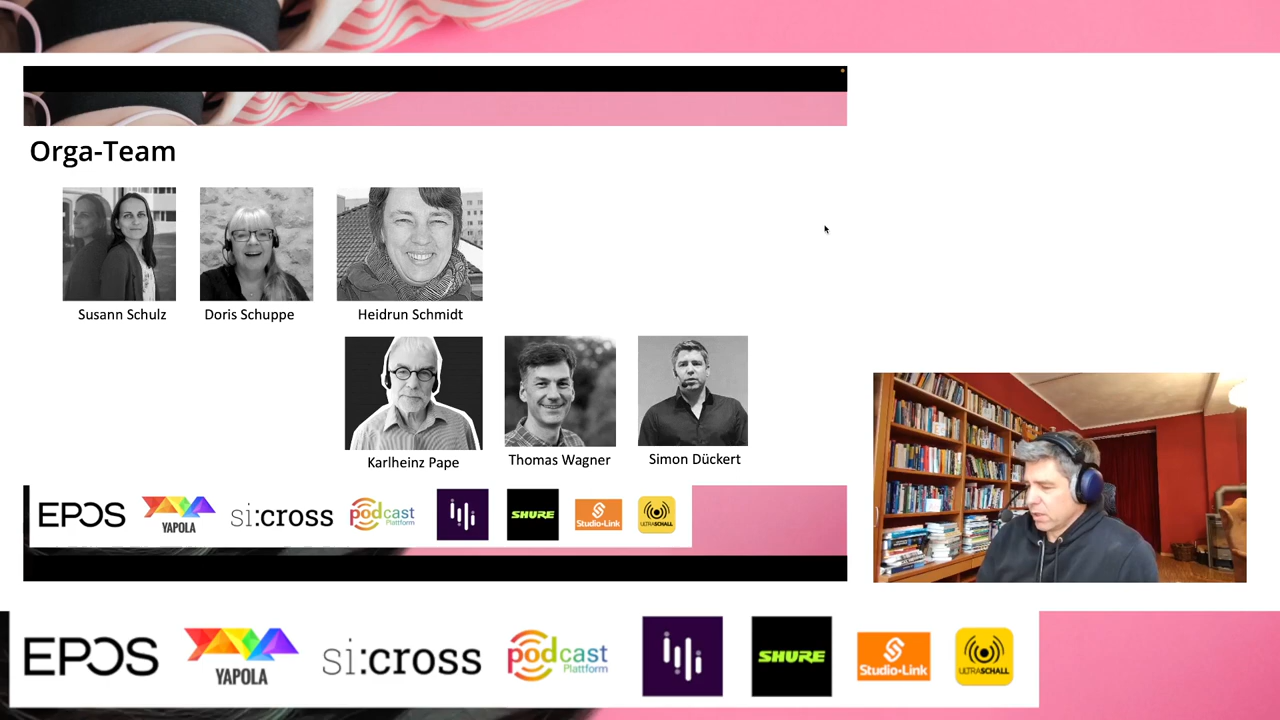 Orga-Team
Susann Schulz
Doris Schuppe
Heidrun Schmidt
Karlheinz Pape
Thomas Wagner
Simon Dückert
EPOS
YAPOLA
si:cross
podcast
Plattform
SHURE
Studio-Link
ULTRASCHALL
EPOS
YAPOLA
si:cross
podcast
Plattform
SHURE
Studio-Link
ULTRASCHALL